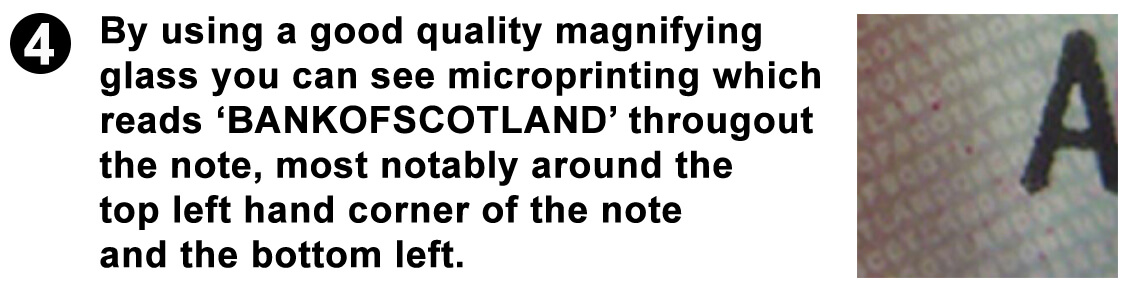 4
By using a good quality magnifying
glass you can see microprinting which
reads ‘BANKOFSCOTLAND’ througout
the note, most notably around the
top left hand corner of the note
and the bottom left.
A